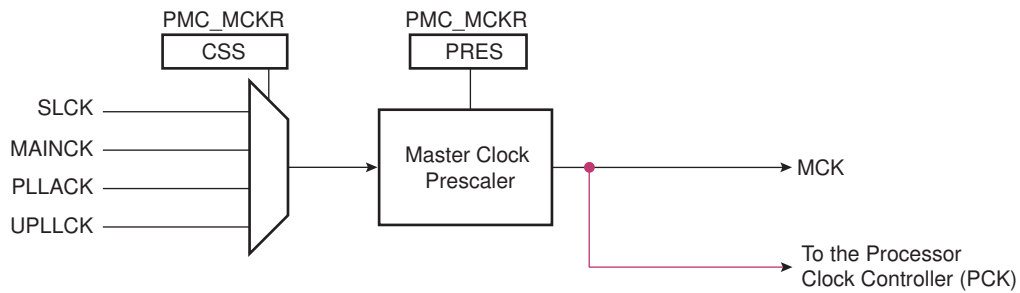 PMC_MCKR
PMC_MCKR
CSS
PRES
SLCK
MAINCK
PLLACK
UPLLCK
Master Clock
Prescaler
MCK
To the Processor
Clock Controller (PCK)